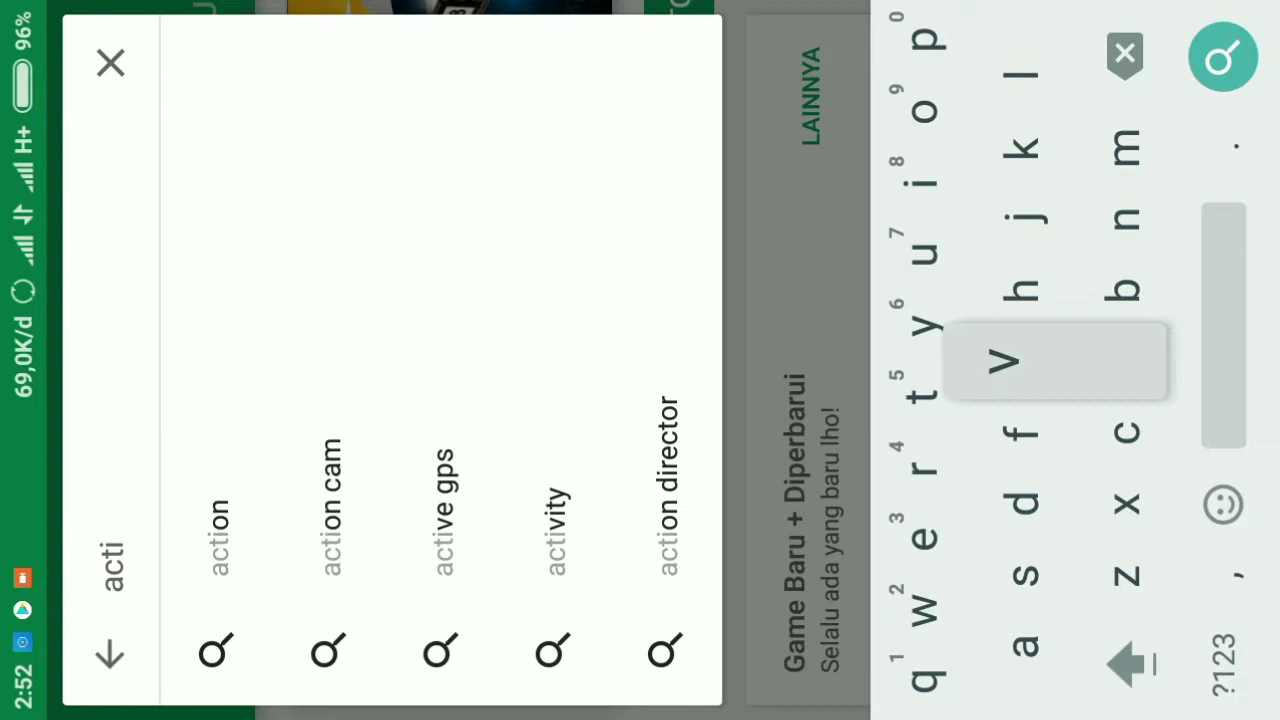 2:52 69,0K/d H+ 96%
acti
action
action cam
active gps
activity
action director
LAINNYA
Game Baru + Diperbarui
Selalu ada yang baru lho!
1 2 3 4 5 6 7 8 9 0
q w e r t y u i o p
a s d f h j k l
V
z x c b n m
?123 , .